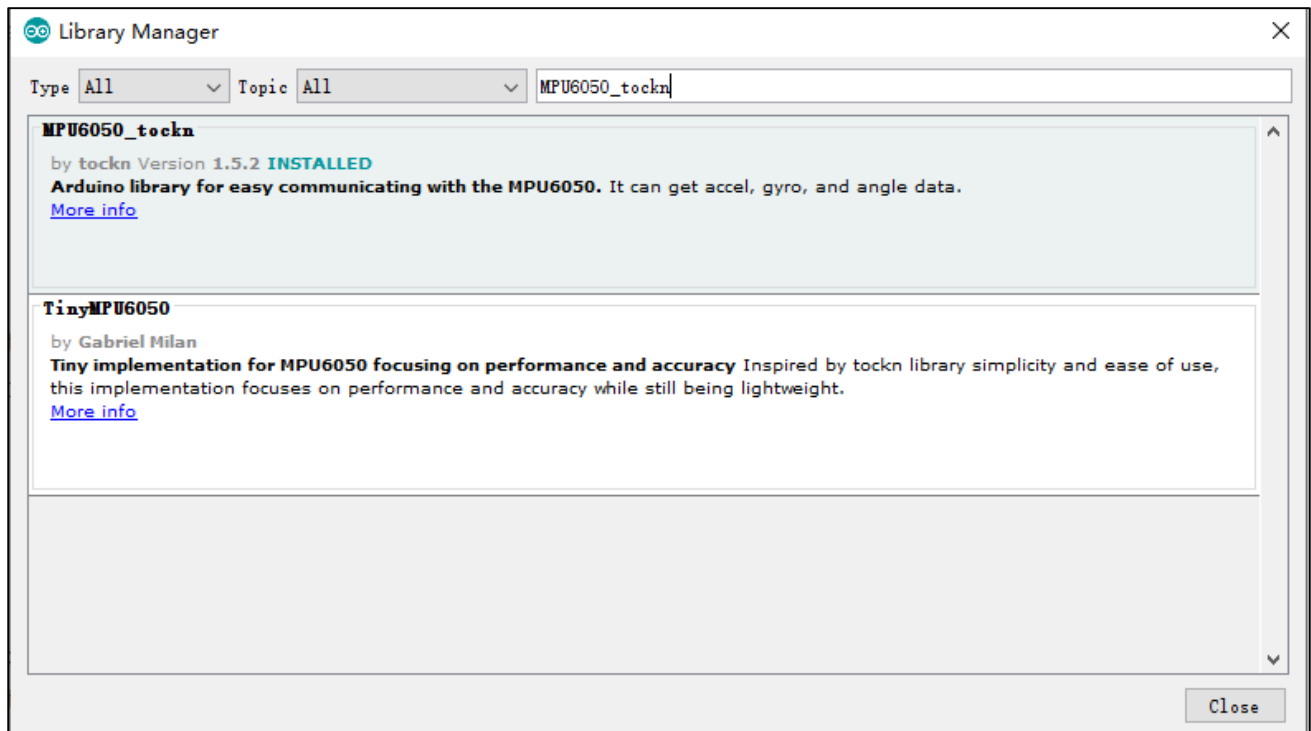 Library Manager
Type All Topic All MPU6050_tockn
MPU6050_tockn
by tockn Version 1.5.2 INSTALLED
Arduino library for easy communicating with the MPU6050. It can get accel, gyro, and angle data.
More info
TinyMPU6050
by Gabriel Milan
Tiny implementation for MPU6050 focusing on performance and accuracy Inspired by tockn library simplicity and ease of use,
this implementation focuses on performance and accuracy while still being lightweight.
More info
Close